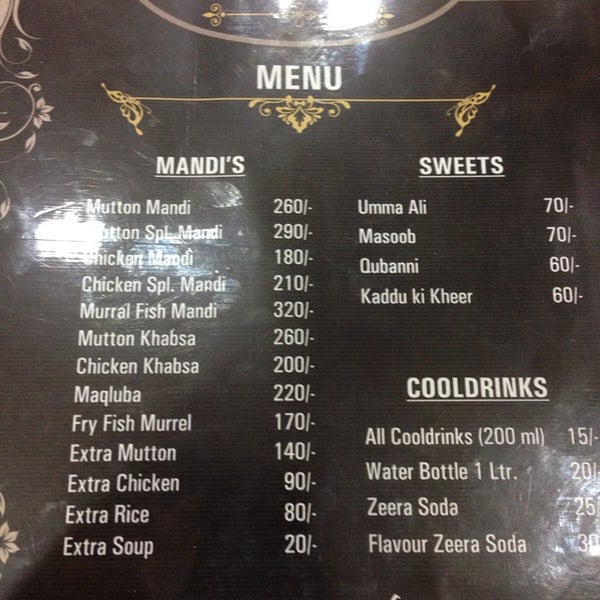 MENU
MANDI'S
Mutton Mandi 260/-
Mutton Spl. Mandi 290/-
Chicken Mandi 180/-
Chicken Spl. Mandi 210/-
Murral Fish Mandi 320/-
Mutton Khabsa 260/-
Chicken Khabsa 200/-
Maqluba 220/-
Fry Fish Murrel 170/-
Extra Mutton 140/-
Extra Chicken 90/-
Extra Rice 80/-
Extra Soup 20/-
SWEETS
Umma Ali 70/-
Masoob 70/-
Qubanni 60/-
Kaddu ki Kheer 60/-
COOLDRINKS
All Cooldrinks (200 ml) 15/-
Water Bottle 1 Ltr. 20/-
Zeera Soda 25/
Flavour Zeera Soda 30